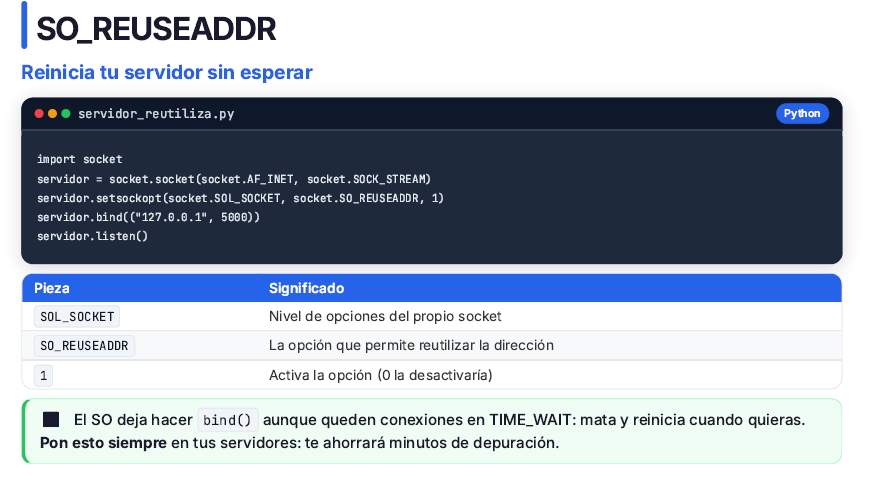 SO_REUSEADDR
Reinicia tu servidor sin esperar
servidor_reutiliza.py Python
import socket
servidor = socket.socket(socket.AF_INET, socket.SOCK_STREAM)
servidor.setsockopt(socket.SOL_SOCKET, socket.SO_REUSEADDR, 1)
servidor.bind(("127.0.0.1", 5000))
servidor.listen()
Pieza Significado
SOL_SOCKET Nivel de opciones del propio socket
SO_REUSEADDR La opción que permite reutilizar la dirección
1 Activa la opción (0 la desactivaría)
El SO deja hacer bind() aunque queden conexiones en TIME_WAIT: mata y reinicia cuando quieras.
Pon esto siempre en tus servidores: te ahorrará minutos de depuración.